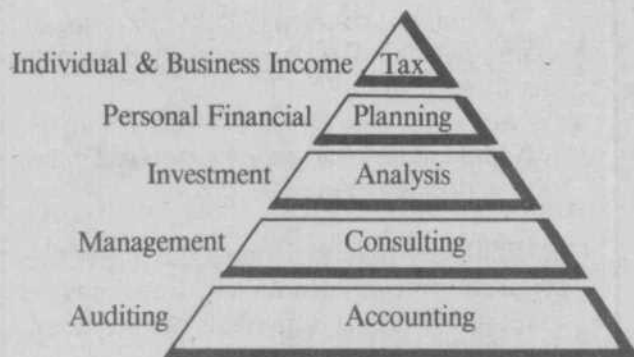 Individual & Business Income Tax
Personal Financial Planning
Investment Analysis
Management Consulting
Auditing Accounting